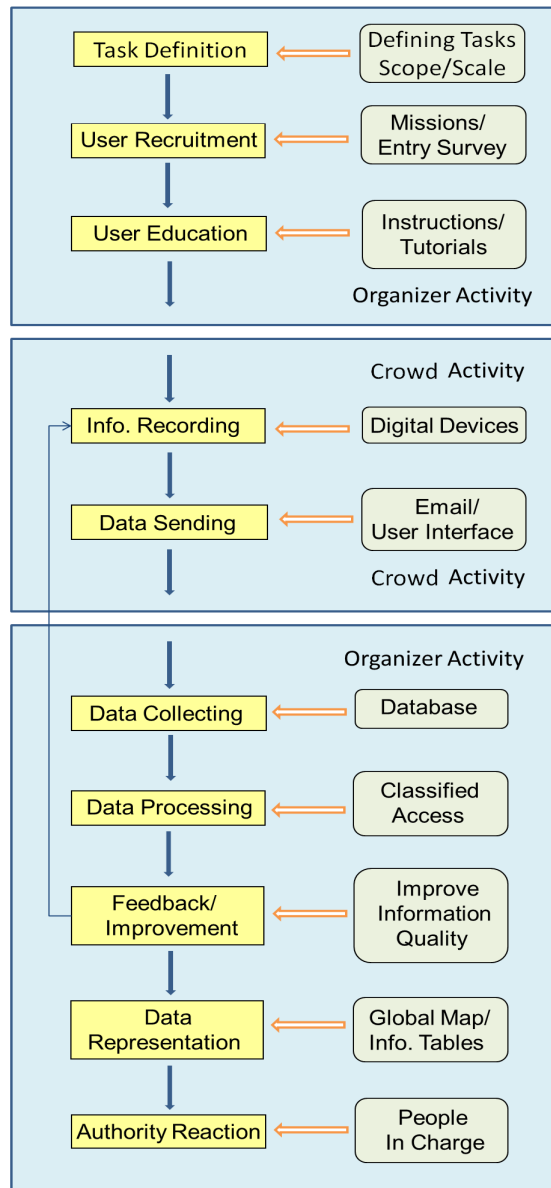 Task Definition
Defining Tasks
Scope/Scale
User Recruitment
Missions/
Entry Survey
User Education
Instructions/
Tutorials
Organizer Activity
Crowd Activity
Info. Recording
Digital Devices
Data Sending
Email/
User Interface
Crowd Activity
Organizer Activity
Data Collecting
Database
Data Processing
Classified
Access
Feedback/
Improvement
Improve
Information
Quality
Data
Representation
Global Map/
Info. Tables
Authority Reaction
People
In Charge